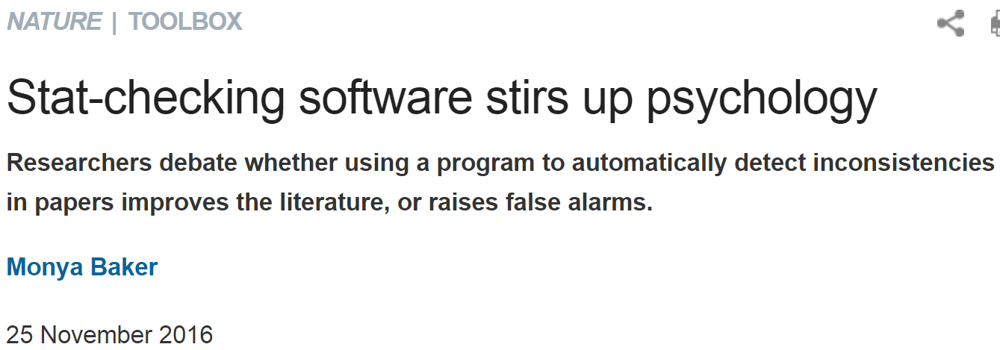 NATURE | TOOLBOX
Stat-checking software stirs up psychology
Researchers debate whether using a program to automatically detect inconsistencies
in papers improves the literature, or raises false alarms.
Monya Baker
25 November 2016